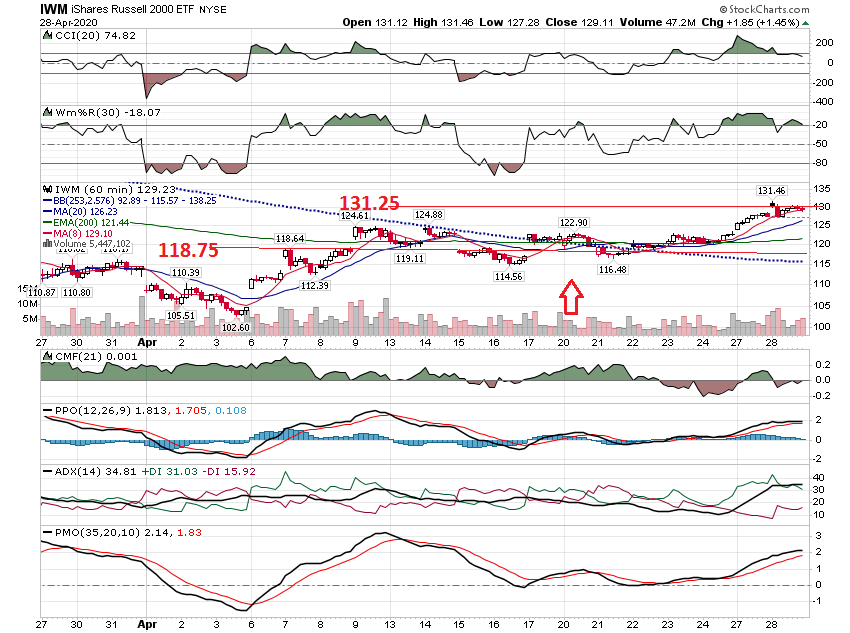 IWM iShares Russell 2000 ETF NYSE © StockCharts.com
28-Apr-2020 Open 131.12 High 131.46 Low 127.28 Close 129.11 Volume 47.2M Chg +1.85 (+1.45%)
CCI(20) 74.82
200
0
-200
-400
Wm%R(30) -18.07
-20
-50
-80
IWM (60 min) 129.23
BB(253,2.576) 92.89 - 115.57 - 138.25
MA(20) 126.23
EMA(200) 121.44
MA(8) 129.10
Volume 5,447,102
131.25
118.75
131.46
124.61
124.88
122.90
118.64
119.11
116.48
114.56
112.39
110.39
110.87
110.80
105.51
102.60
135
130
125
120
115
110
105
100
15M
10M
5M
27 30 31 Apr 2 3 6 7 8 9 13 14 15 16 17 20 21 22 23 24 27 28
CMF(21) 0.001
0.2
0.0
-0.2
PPO(12,26,9) 1.813, 1.705, 0.108
2
0
-2
ADX(14) 34.81 +DI 31.03 -DI 15.92
40
30
20
10
PMO(35,20,10) 2.14, 1.83
3
2
1
0
-1
27 30 31 Apr 2 3 6 7 8 9 13 14 15 16 17 20 21 22 23 24 27 28